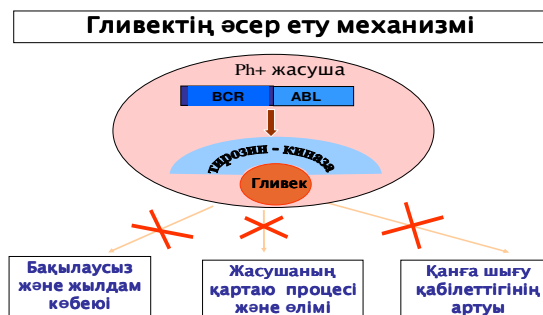 Гливектің әсер ету механизмі
Ph+ жасуша
BCR ABL
тирозин - киназа
Гливек
Бақылаусыз
және жылдам
көбеюі
Жасушаның
қартаю процесі
және өлімі
Қанға шығу
қабілеттігінің
артуы